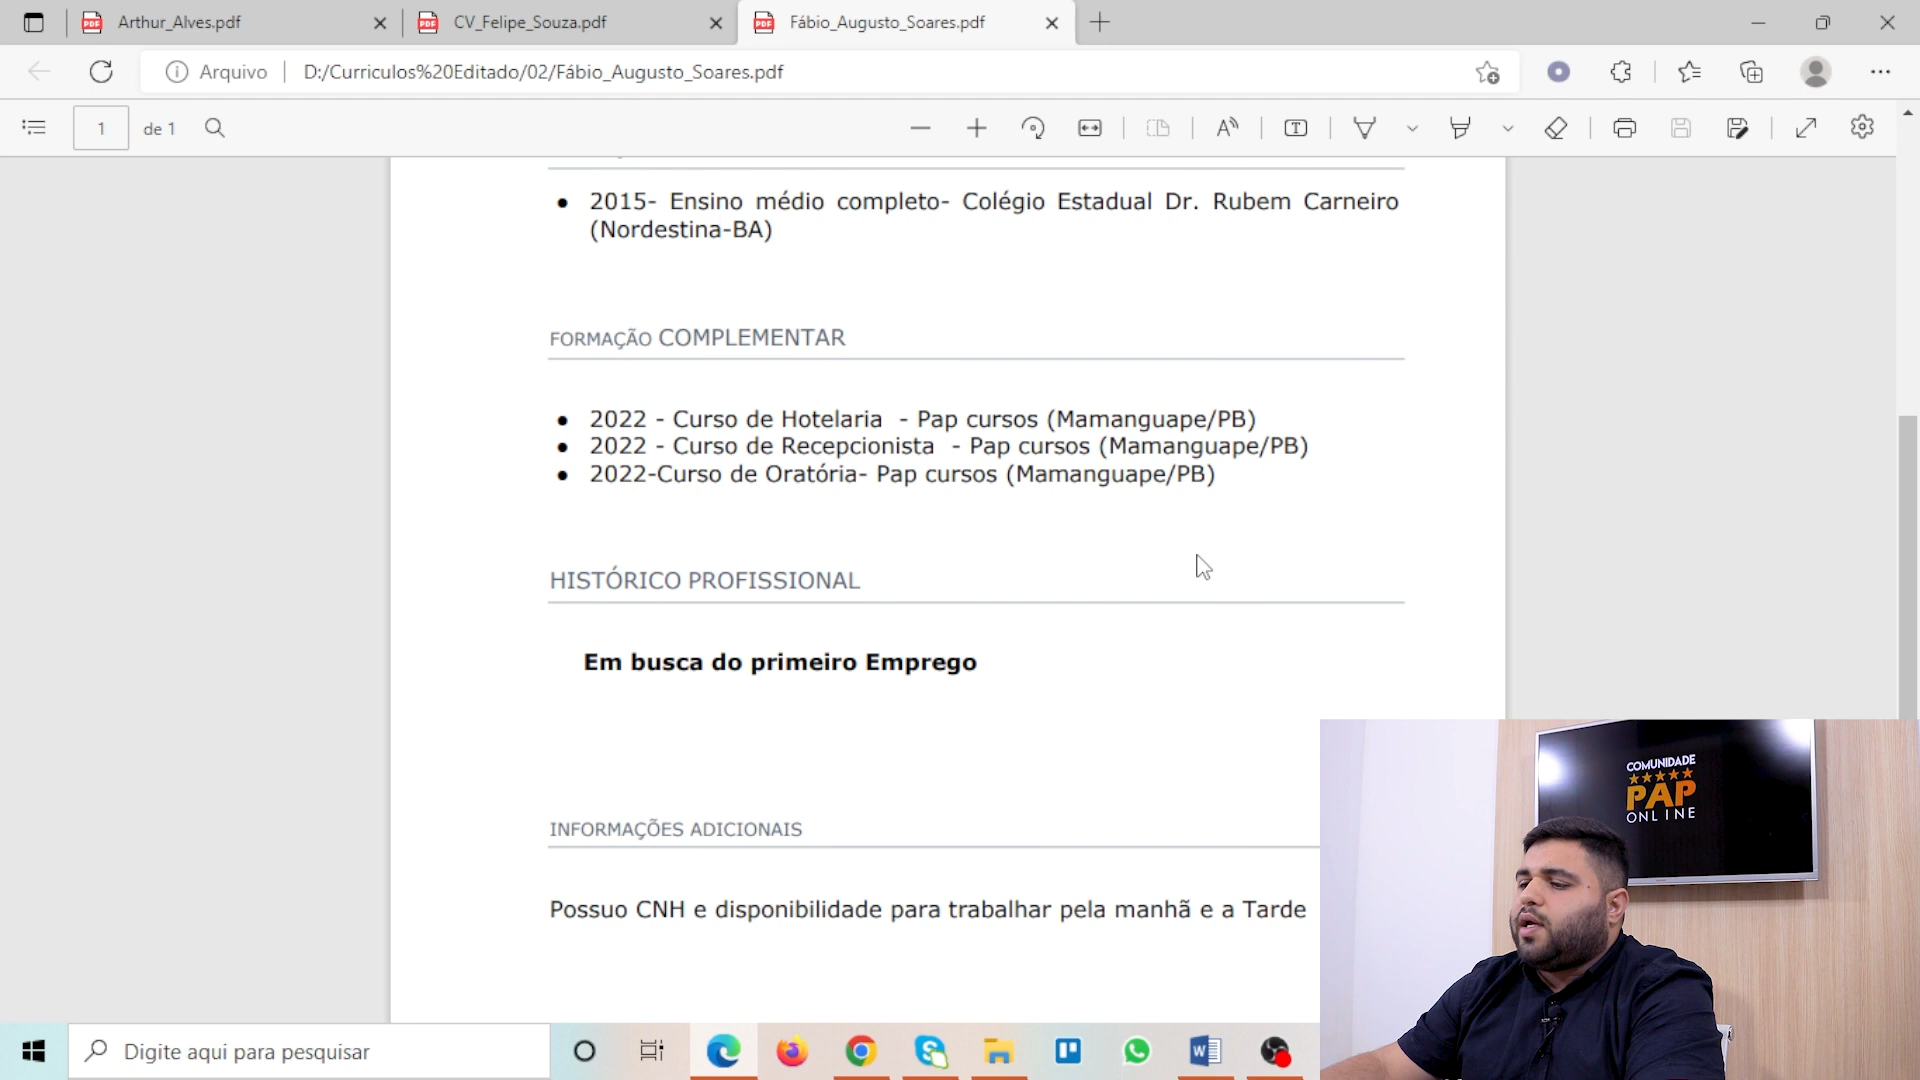 Arthur_Alves.pdf
CV_Felipe_Souza.pdf
Fábio_Augusto_Soares.pdf
Arquivo
D:/Curriculos%20Editado/02/Fábio_Augusto_Soares.pdf
1
de 1
2015- Ensino médio completo- Colégio Estadual Dr. Rubem Carneiro
(Nordestina-BA)
FORMAÇÃO COMPLEMENTAR
2022 - Curso de Hotelaria - Pap cursos (Mamanguape/PB)
2022 - Curso de Recepcionista - Pap cursos (Mamanguape/PB)
2022-Curso de Oratória- Pap cursos (Mamanguape/PB)
HISTÓRICO PROFISSIONAL
Em busca do primeiro Emprego
INFORMAÇÕES ADICIONAIS
Possuo CNH e disponibilidade para trabalhar pela manhã e a Tarde
COMUNIDADE
PAP
ONLINE
Digite aqui para pesquisar